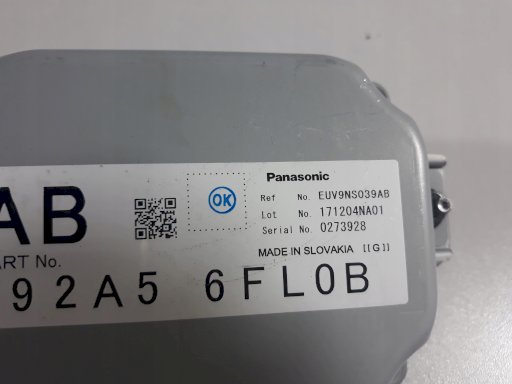 Panasonic
OK
Ref No. EUV9NS039AB
Lot No. 171204NA01
Serial No. 0273928
MADE IN SLOVAKIA [[G]]
AB
ART No.
92A5 6FL0B